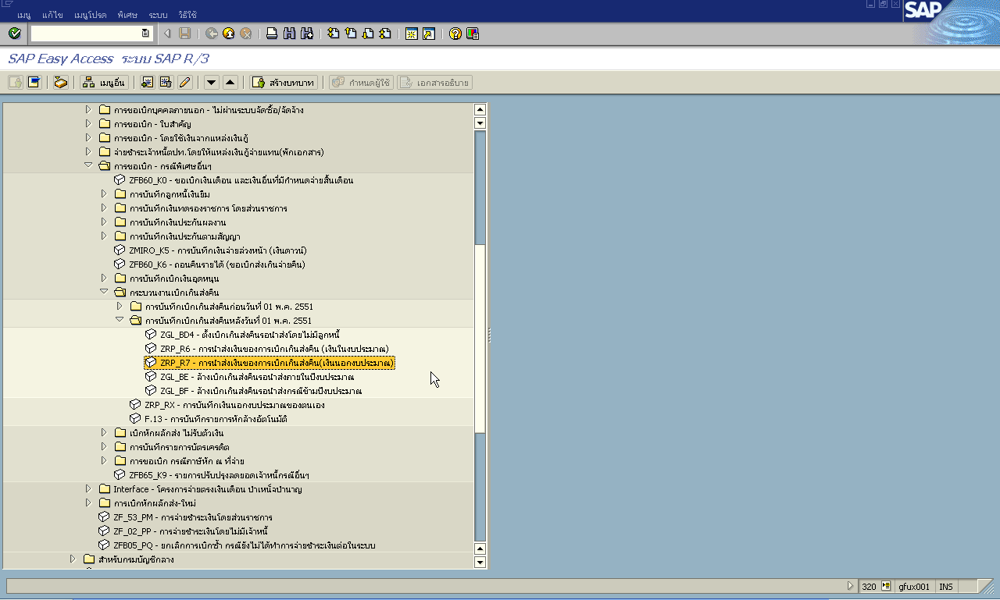 เมนู แก้ไข เมนูโปรด พิเศษ ระบบ วิธีใช้
SAP
SAP Easy Access ระบบ SAP R/3
เมนูอื่น สร้างบทบาท กำหนดผู้ใช้ เอกสารอธิบาย
การขอเบิกบุคคลภายนอก - ไม่ผ่านระบบจัดซื้อ/จัดจ้าง
การขอเบิก - ใบสำคัญ
การขอเบิก - โดยใช้เงินจากแหล่งเงินกู้
จ่ายชำระเจ้าหนี้ตปท.โดยให้แหล่งเงินกู้จ่ายแทน(พักเอกสาร)
การขอเบิก - กรณีพิเศษอื่นๆ
ZFB60_K0 - ขอเบิกเงินเดือน และเงินอื่นที่มีกำหนดจ่ายสิ้นเดือน
การบันทึกลูกหนี้เงินยืม
การบันทึกเงินทดรองราชการ โดยส่วนราชการ
การบันทึกเงินประกันผลงาน
การบันทึกเงินประกันตามสัญญา
ZMIRO_K5 - การบันทึกเงินจ่ายล่วงหน้า (เงินดาวน์)
ZFB60_K6 - ถอนคืนรายได้ (ขอเบิกส่งเกินจ่ายคืน)
การบันทึกเบิกเงินอุดหนุน
กระบวนงานเบิกเกินส่งคืน
การบันทึกเบิกเกินส่งคืนก่อนวันที่ 01 พ.ค. 2551
การบันทึกเบิกเกินส่งคืนหลังวันที่ 01 พ.ค. 2551
ZGL_BD4 - ตั้งเบิกเกินส่งคืนรอนำส่งโดยไม่มีลูกหนี้
ZRP_R6 - การนำส่งเงินของการเบิกเกินส่งคืน (เงินในงบประมาณ)
ZRP_R7 - การนำส่งเงินของการเบิกเกินส่งคืน(เงินนอกงบประมาณ)
ZGL_BE - ล้างเบิกเกินส่งคืนรอนำส่งภายในปีงบประมาณ
ZGL_BF - ล้างเบิกเกินส่งคืนรอนำส่งกรณีข้ามปีงบประมาณ
ZRP_RX - การบันทึกเงินนอกงบประมาณของตนเอง
F.13 - การบันทึกรายการหักล้างอัตโนมัติ
เบิกหักผลักส่ง ไม่รับตัวเงิน
การบันทึกรายการบัตรเครดิต
การขอเบิก กรณีภาษีหัก ณ ที่จ่าย
ZFB65_K9 - รายการปรับปรุงลดยอดเจ้าหนี้กรณีอื่นๆ
Interface - โครงการจ่ายตรงเงินเดือน บำเหน็จบำนาญ
การเบิกหักผลักส่ง-ใหม่
ZF_53_PM - การจ่ายชำระเงินโดยส่วนราชการ
ZF_02_PP - การจ่ายชำระเงินโดยไม่มีเจ้าหนี้
ZFB05_PQ - ยกเลิกการเบิกซ้ำ กรณียังไม่ได้ทำการจ่ายชำระเงินต่อในระบบ
สำหรับกรมบัญชีกลาง
320 gfux001 INS